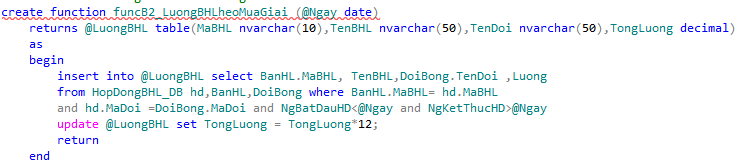 create function funcB2_LuongBHLheoMuaGiai (@Ngay date)
returns @LuongBHL table(MaBHL nvarchar(10),TenBHL nvarchar(50),TenDoi nvarchar(50),TongLuong decimal)
as
begin
insert into @LuongBHL select BanHL.MaBHL, TenBHL,DoiBong.TenDoi ,Luong
from HopDongBHL_DB hd,BanHL,DoiBong where BanHL.MaBHL= hd.MaBHL
and hd.MaDoi =DoiBong.MaDoi and NgBatDauHD<@Ngay and NgKetThucHD>@Ngay
update @LuongBHL set TongLuong = TongLuong*12;
return
end